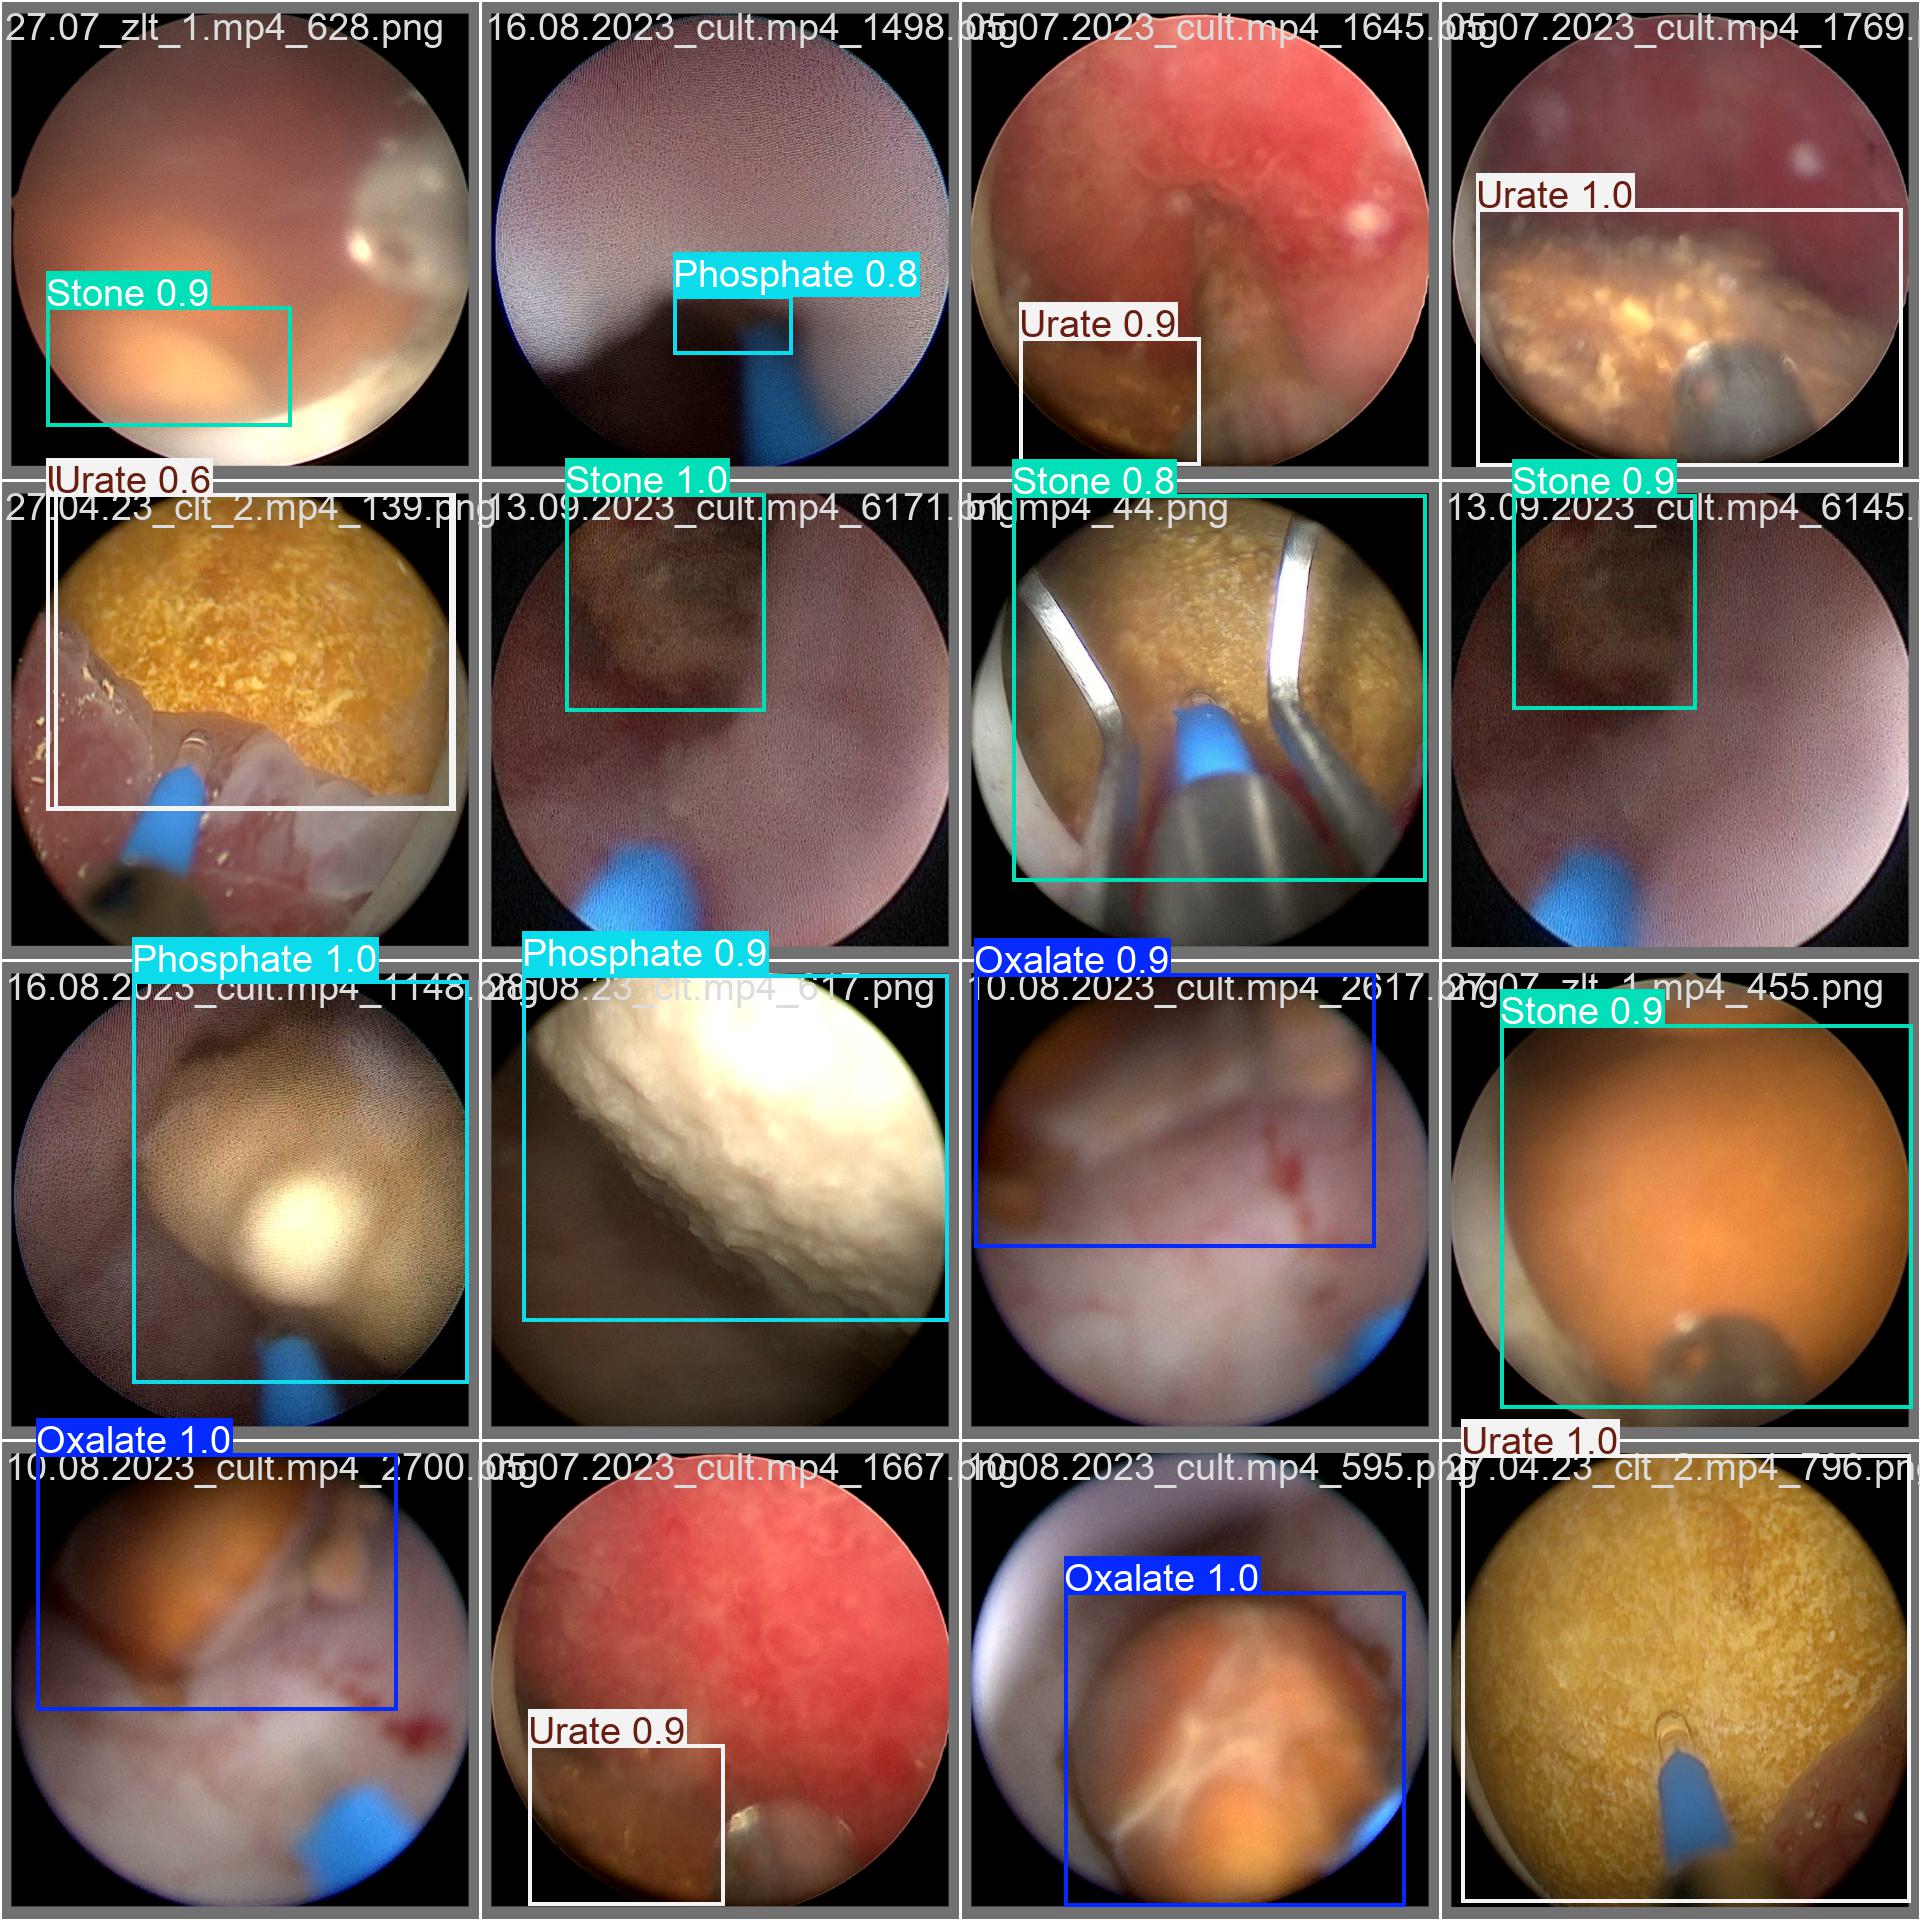 27.07_zlt_1.mp4_628.png
16.08.2023_cult.mp4_1498.png
05.07.2023_cult.mp4_1645.png
05.07.2023_cult.mp4_1769.
Urate 1.0
Stone 0.9
Phosphate 0.8
Urate 0.9
Urate 0.6
Stone 1.0
Stone 0.8
Stone 0.9
27.04.23_clt_2.mp4_139.png
13.09.2023_cult.mp4_6171.png
mp4_44.png
13.09.2023_cult.mp4_6145.
Phosphate 1.0
Phosphate 0.9
Oxalate 0.9
16.08.2023_cult.mp4_1148.png
28.08.23_clt.mp4_617.png
10.08.2023_cult.mp4_2617.png
27.07_zlt_1.mp4_455.png
Stone 0.9
Oxalate 1.0
Urate 1.0
10.08.2023_cult.mp4_2700.png
05.07.2023_cult.mp4_1667.png
10.08.2023_cult.mp4_595.png
27.04.23_clt_2.mp4_796.png
Oxalate 1.0
Urate 0.9